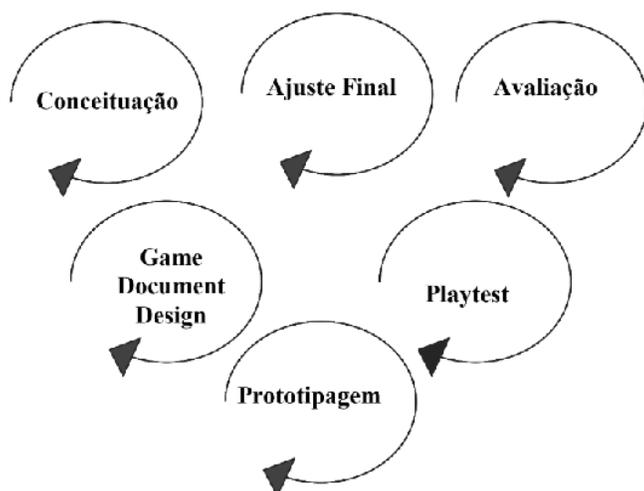 Conceituação
Ajuste Final
Avaliação
Game
Document
Design
Playtest
Prototipagem